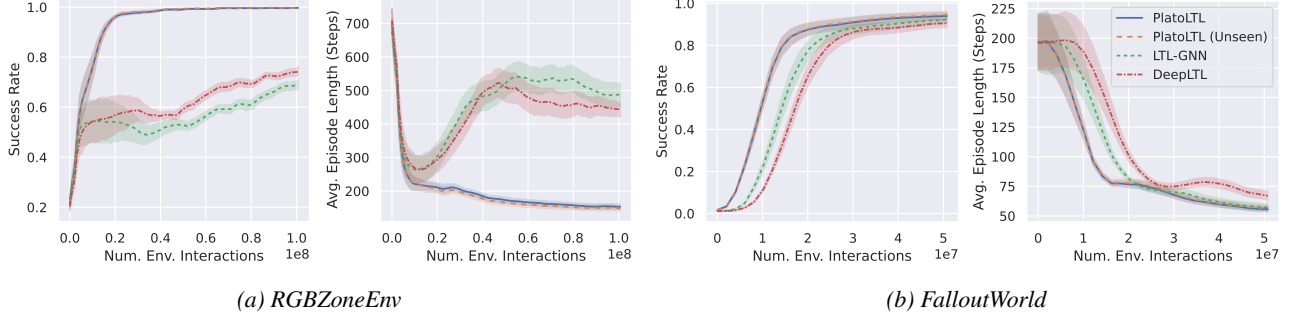 1.0
0.8
0.6
0.4
0.2
Success Rate
0.0 0.2 0.4 0.6 0.8 1.0
1e8
Num. Env. Interactions
700
600
500
400
300
200
Avg. Episode Length (Steps)
0.0 0.2 0.4 0.6 0.8 1.0
1e8
Num. Env. Interactions
(a) RGBZoneEnv
1.0
0.8
0.6
0.4
0.2
0.0
Success Rate
0 1 2 3 4 5
1e7
Num. Env. Interactions
225
200
175
150
125
100
75
50
Avg. Episode Length (Steps)
0 1 2 3 4 5
1e7
Num. Env. Interactions
PlatoLTL
PlatoLTL (Unseen)
LTL-GNN
DeepLTL
(b) FalloutWorld